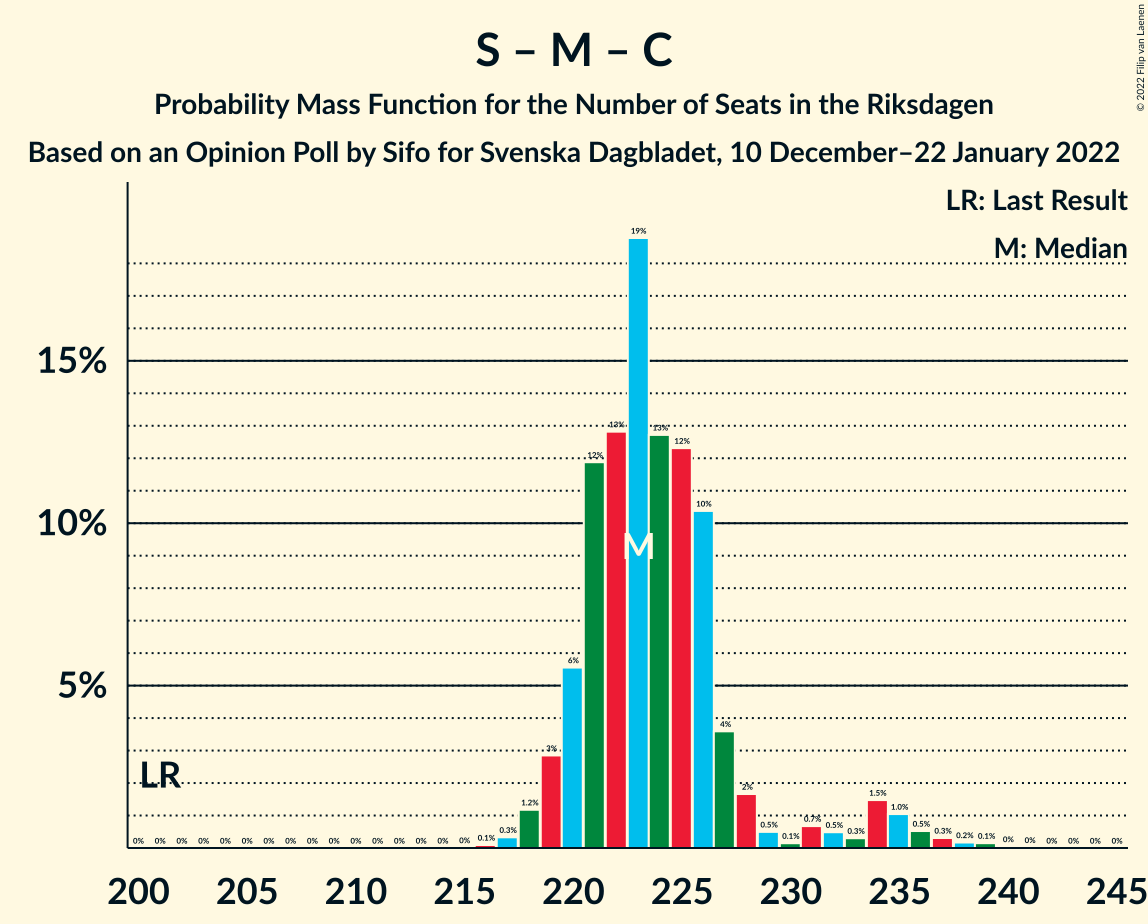 © 2022 Filip van Laenen
S – M – C
Probability Mass Function for the Number of Seats in the Riksdagen
Based on an Opinion Poll by Sifo for Svenska Dagbladet, 10 December–22 January 2022
LR: Last Result
M: Median
15%
10%
5%
LR
M
0% 0% 0% 0% 0% 0% 0% 0% 0% 0% 0% 0% 0% 0% 0% 0% 0.1% 0.3% 1.2% 3% 6% 12% 13% 19% 13% 12% 10% 4% 2% 0.5% 0.1% 0.7% 0.5% 0.3% 1.5% 1.0% 0.5% 0.3% 0.2% 0.1% 0% 0% 0% 0% 0% 0%
200 205 210 215 220 225 230 235 240 245